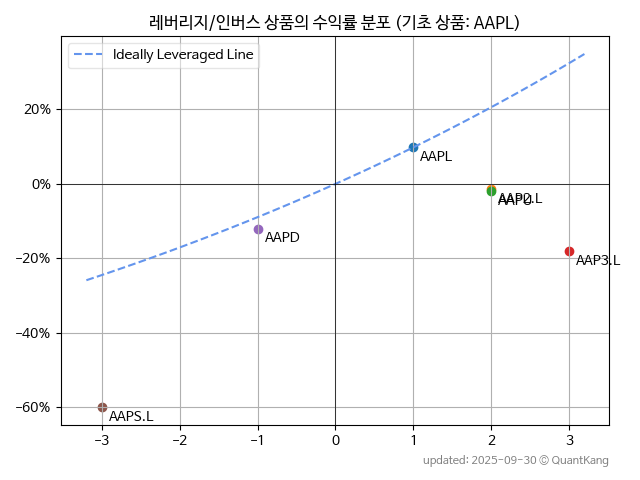 레버리지/인버스 상품의 수익률 분포 (기초 상품: AAPL)
Ideally Leveraged Line
20%
0%
−20%
−40%
−60%
AAPL
AAP2.L
AAPU
AAPD
AAP3.L
AAPS.L
−3
−2
−1
0
1
2
3
updated: 2025-09-30 © QuantKang